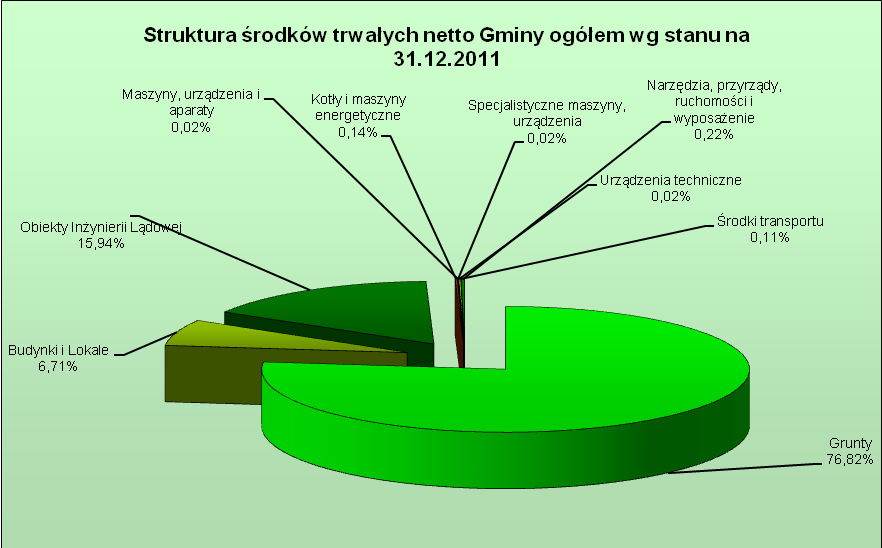 Struktura środków trwalych netto Gminy ogółem wg stanu na
31.12.2011
Maszyny, urządzenia i
aparaty
0,02%
Kotły i maszyny
energetyczne
0,14%
Specjalistyczne maszyny,
urządzenia
0,02%
Narzędzia, przyrządy,
ruchomości i
wyposażenie
0,22%
Urządzenia techniczne
0,02%
Środki transportu
0,11%
Obiekty Inżynierii Lądowej
15,94%
Budynki i Lokale
6,71%
Grunty
76,82%